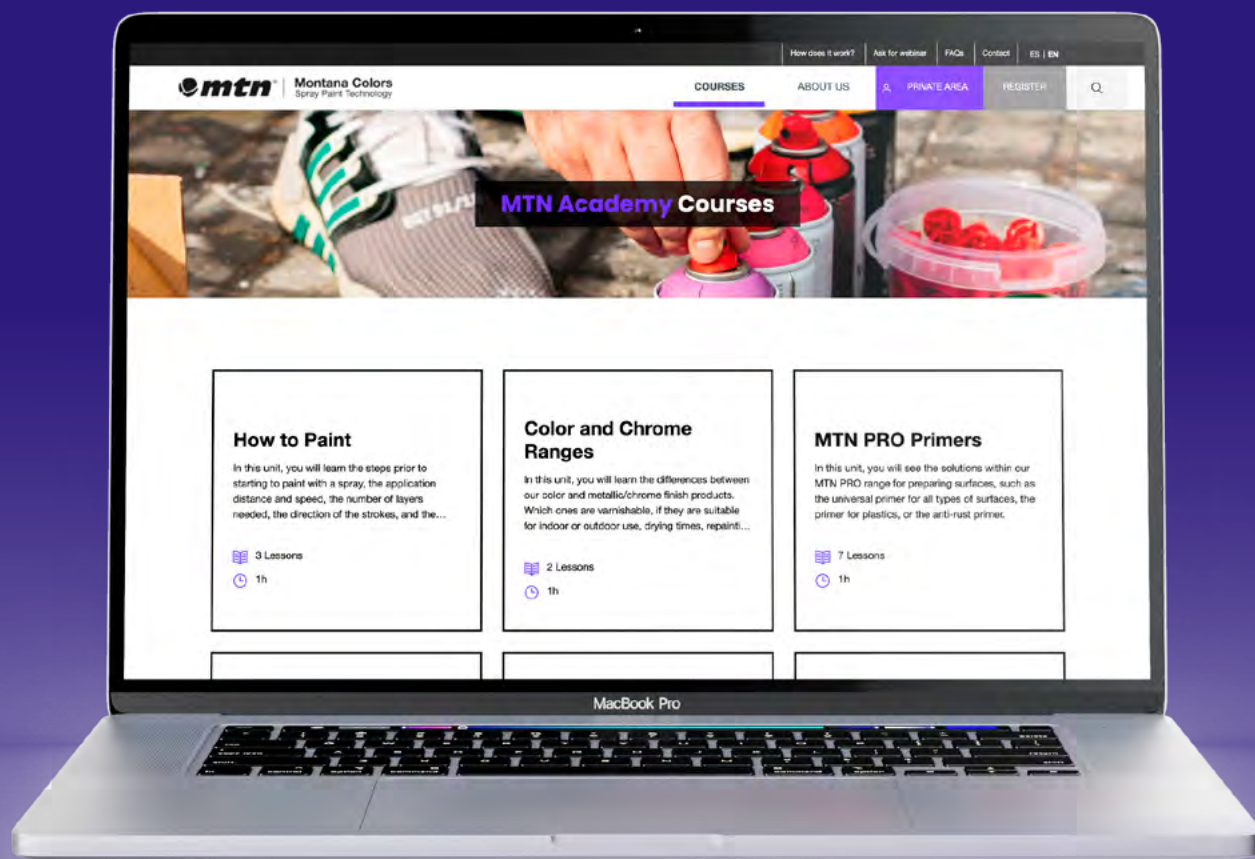 How does it work? Ask for webinar FAQs Contact ES | EN
mtn Montana Colors
Spray Paint Technology
COURSES ABOUT US PRIVATE AREA REGISTER
MTN Academy Courses
How to Paint
In this unit, you will learn the steps prior to
starting to paint with a spray, the application
distance and speed, the number of layers
needed, the direction of the strokes, and the...
3 Lessons
1h
Color and Chrome
Ranges
In this unit, you will learn the differences between
our color and metallic/chrome finish products.
Which ones are varnishable, if they are suitable
for indoor or outdoor use, drying times, repainti...
2 Lessons
1h
MTN PRO Primers
In this unit, you will see the solutions within our
MTN PRO range for preparing surfaces, such as
the universal primer for all types of surfaces, the
primer for plastics, or the anti-rust primer.
7 Lessons
1h
MacBook Pro